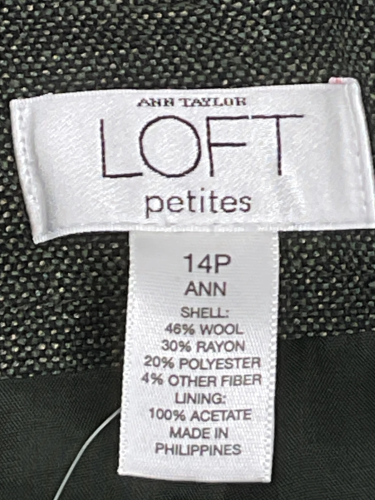 ANN TAYLOR
LOFT
petites
14P
ANN
SHELL:
46% WOOL
30% RAYON
20% POLYESTER
4% OTHER FIBER
LINING:
100% ACETATE
MADE IN
PHILIPPINES